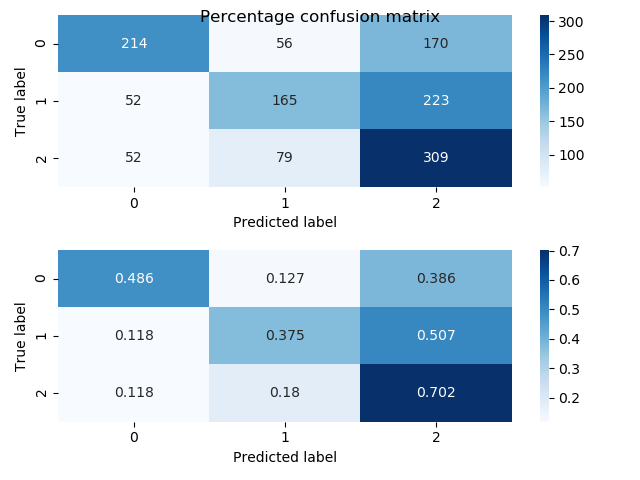 Percentage confusion matrix
0 214 56 170
1 52 165 223
2 52 79 309
0 1 2
Predicted label
True label
300
250
200
150
100
0 0.486 0.127 0.386
1 0.118 0.375 0.507
2 0.118 0.18 0.702
0 1 2
Predicted label
True label
0.7
0.6
0.5
0.4
0.3
0.2